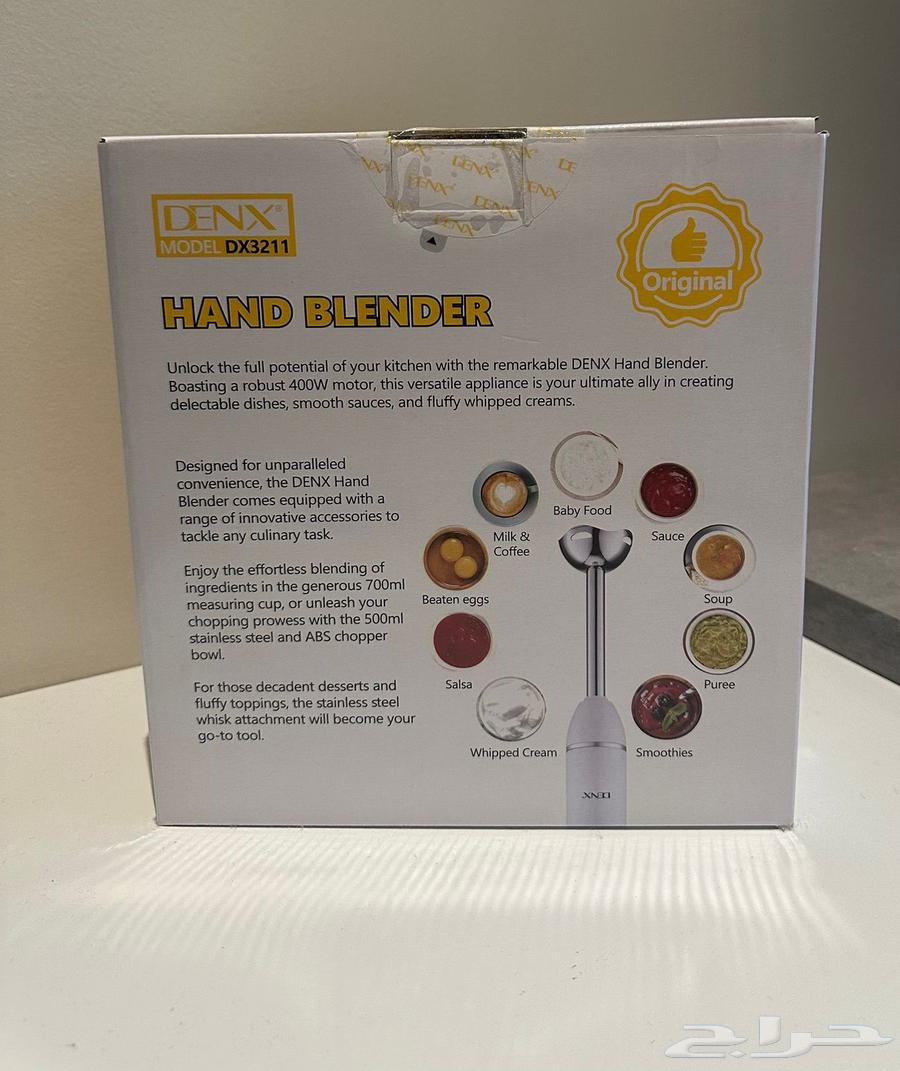 DENX®
MODEL DX3211
DENX
DENX
DENX
DENX
DENX
Original
HAND BLENDER
Unlock the full potential of your kitchen with the remarkable DENX Hand Blender.
Boasting a robust 400W motor, this versatile appliance is your ultimate ally in creating
delectable dishes, smooth sauces, and fluffy whipped creams.
Designed for unparalleled
convenience, the DENX Hand
Blender comes equipped with a
range of innovative accessories to
tackle any culinary task.
Enjoy the effortless blending of
ingredients in the generous 700ml
measuring cup, or unleash your
chopping prowess with the 500ml
stainless steel and ABS chopper
bowl.
For those decadent desserts and
fluffy toppings, the stainless steel
whisk attachment will become your
go-to tool.
Baby Food
Milk &
Coffee
Sauce
Beaten eggs
Soup
Salsa
Puree
Whipped Cream
Smoothies
DENX
حراج